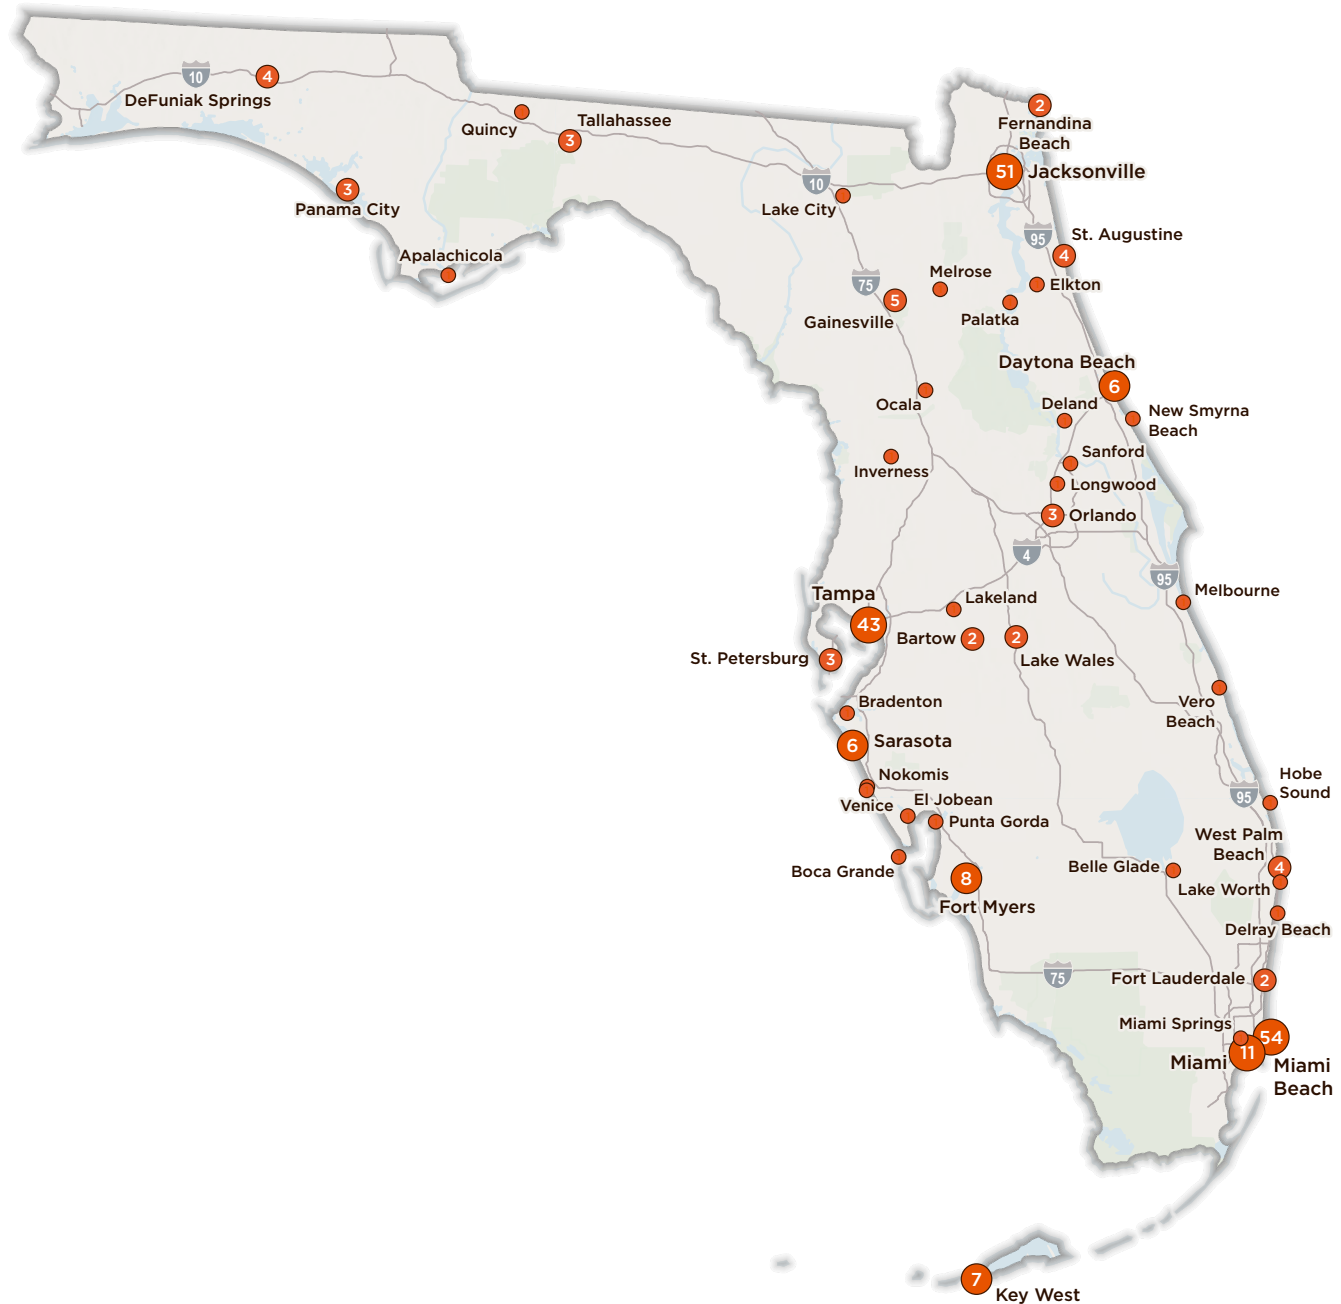 10
4
DeFuniak Springs
Quincy
Tallahassee
3
3
Panama City
Apalachicola
2
Fernandina
Beach
51
Jacksonville
10
Lake City
95
St. Augustine
4
75
Melrose
Elkton
5
Gainesville
Palatka
Daytona Beach
6
Ocala
Deland
New Smyrna
Beach
Sanford
Inverness
Longwood
3
Orlando
4
95
Melbourne
Tampa
43
Lakeland
Bartow
2
2
Lake Wales
St. Petersburg
3
Bradenton
Vero
Beach
6
Sarasota
Nokomis
Venice
El Jobean
Punta Gorda
Hobe
Sound
95
West Palm
Beach
4
Boca Grande
8
Fort Myers
Belle Glade
Lake Worth
Delray Beach
75
Fort Lauderdale
2
Miami Springs
54
11
Miami
Miami
Beach
7
Key West